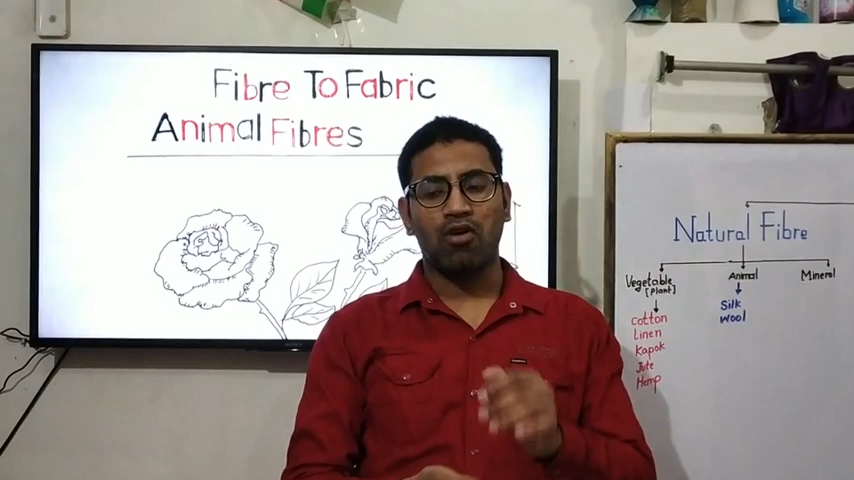 Fibre To Fabric
Animal Fibres
Natural Fibre
Vegetable
[Plant]
Animal
Mineral
Cotton
Linen
Kapok
Jute
Hemp
Silk
Wool